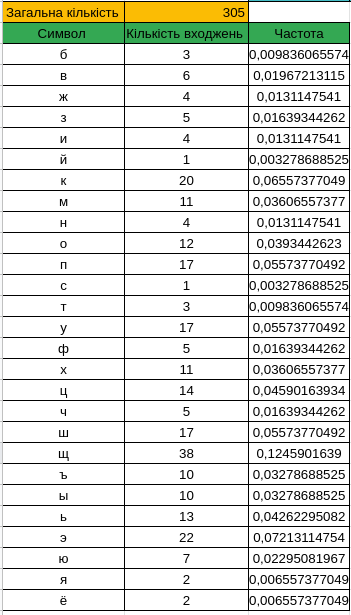 Загальна кількість 305
Символ Кількість входжень Частота
б 3 0,009836065574
в 6 0,01967213115
ж 4 0,0131147541
з 5 0,01639344262
и 4 0,0131147541
й 1 0,003278688525
к 20 0,06557377049
м 11 0,03606557377
н 4 0,0131147541
о 12 0,0393442623
п 17 0,05573770492
с 1 0,003278688525
т 3 0,009836065574
у 17 0,05573770492
ф 5 0,01639344262
х 11 0,03606557377
ц 14 0,04590163934
ч 5 0,01639344262
ш 17 0,05573770492
щ 38 0,1245901639
ъ 10 0,03278688525
ы 10 0,03278688525
ь 13 0,04262295082
э 22 0,07213114754
ю 7 0,02295081967
я 2 0,006557377049
ё 2 0,006557377049